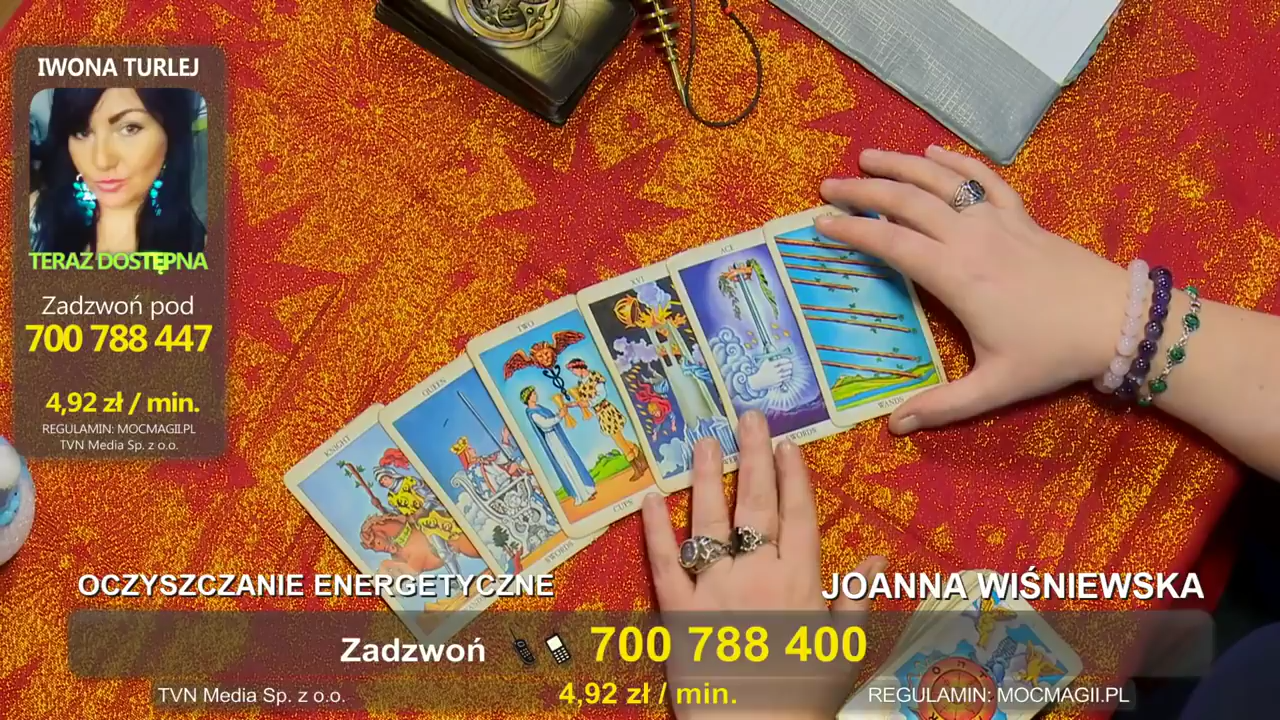 IWONA TURLEJ
TERAZ DOSTĘPNA
Zadzwoń pod
700 788 447
4,92 zł / min.
REGULAMIN: MOCMAGII.PL
TVN Media Sp. z o.o.
KNIGHT
QUEEN
TWO
XVI
ACE
WANDS
SWORDS
CUPS
SWORDS
OCZYSZCZANIE ENERGETYCZNE
JOANNA WIŚNIEWSKA
Zadzwoń
700 788 400
TVN Media Sp. z o.o.
4,92 zł / min.
REGULAMIN: MOCMAGII.PL